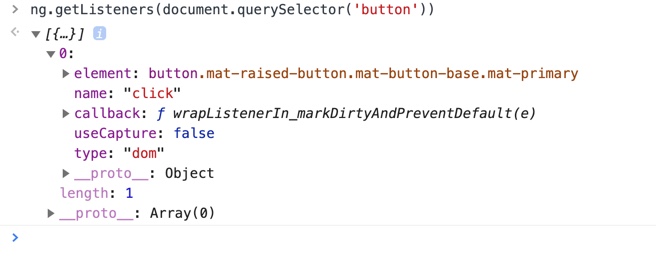 ng.getListeners(document.querySelector('button'))
[{…}] i
0:
element: button.mat-raised-button.mat-button-base.mat-primary
name: "click"
callback: ƒ wrapListenerIn_markDirtyAndPreventDefault(e)
useCapture: false
type: "dom"
__proto__: Object
length: 1
__proto__: Array(0)